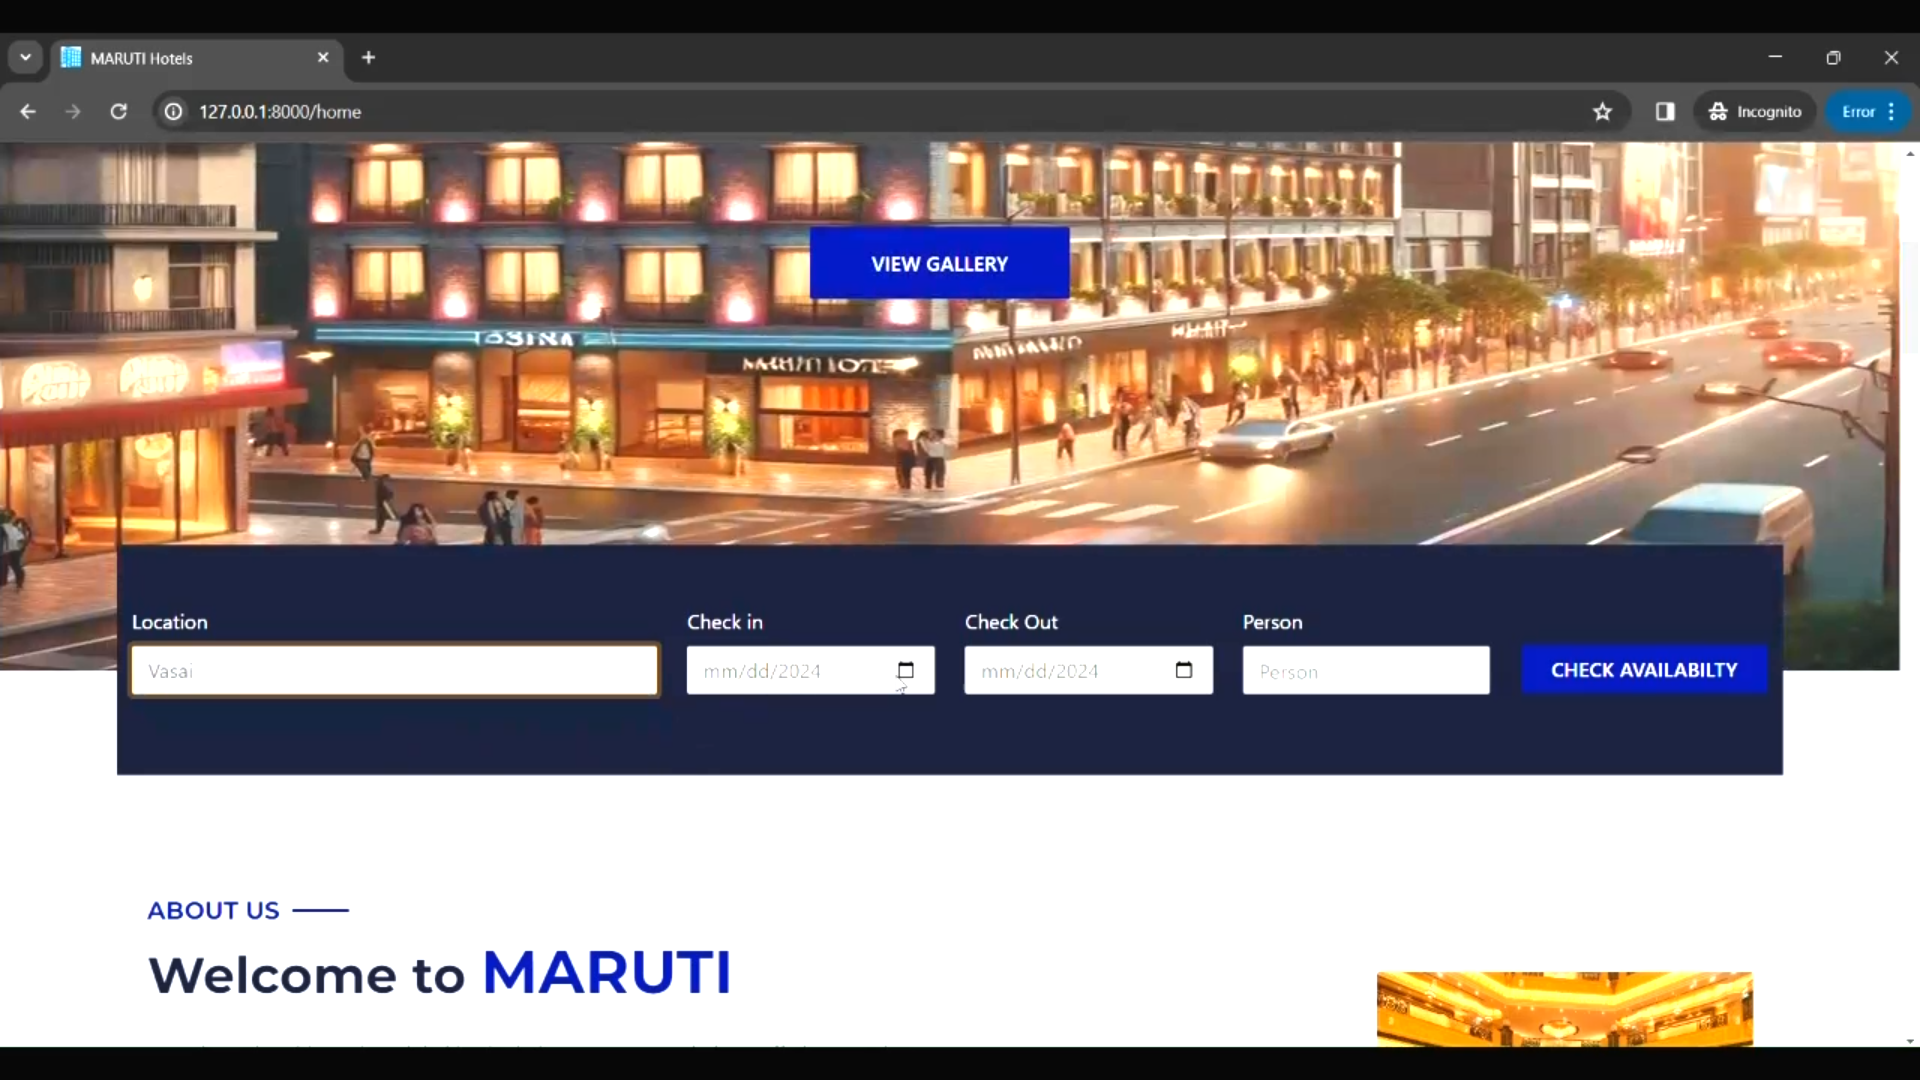 MARUTI Hotels
127.0.0.1:8000/home
Incognito
Error
VIEW GALLERY
Location
Check in
Check Out
Person
Vasai
mm/dd/2024
mm/dd/2024
Person
CHECK AVAILABILTY
ABOUT US
Welcome to MARUTI